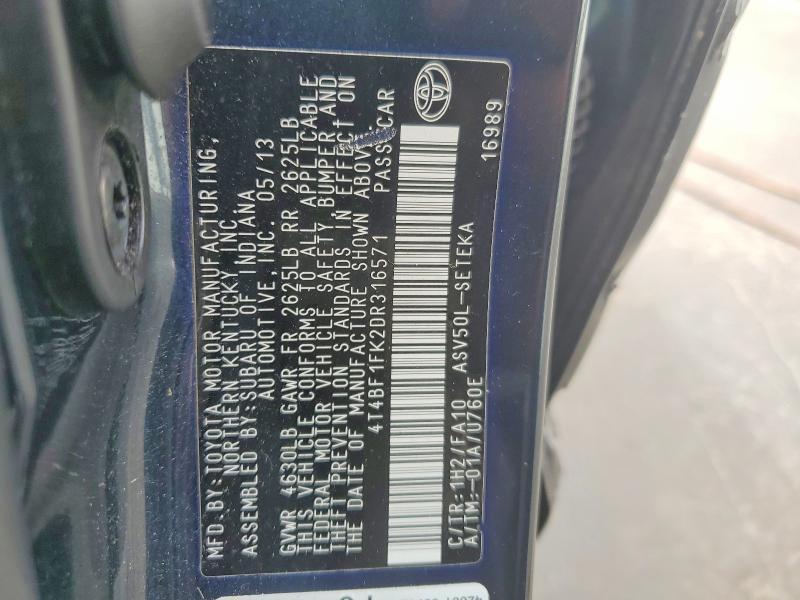 MFD.BY:TOYOTA MOTOR MANUFACTURING,
NORTHERN KENTUCKY, INC.
ASSEMBLED BY:SUBARU OF INDIANA
AUTOMOTIVE,INC. 05/13
GVWR 4630LB GAWR FR 2625LB RR 2625LB
THIS VEHICLE CONFORMS TO ALL APPLICABLE
FEDERAL MOTOR VEHICLE SAFETY, BUMPER AND
THEFT PREVENTION STANDARDS IN EFFECT ON
THE DATE OF MANUFACTURE SHOWN ABOVE
4T4BF1FK2DR316571 PASS CAR
C/TR:1H2/FA10 ASV50L-SETEKA
A/TM:-01A/U760E 16989